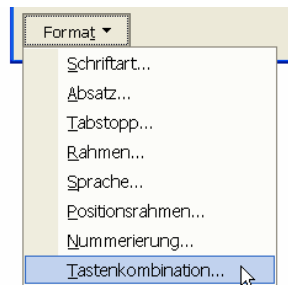 Format
Schriftart...
Absatz...
Tabstopp...
Rahmen...
Sprache...
Positionsrahmen...
Nummerierung...
Tastenkombination...